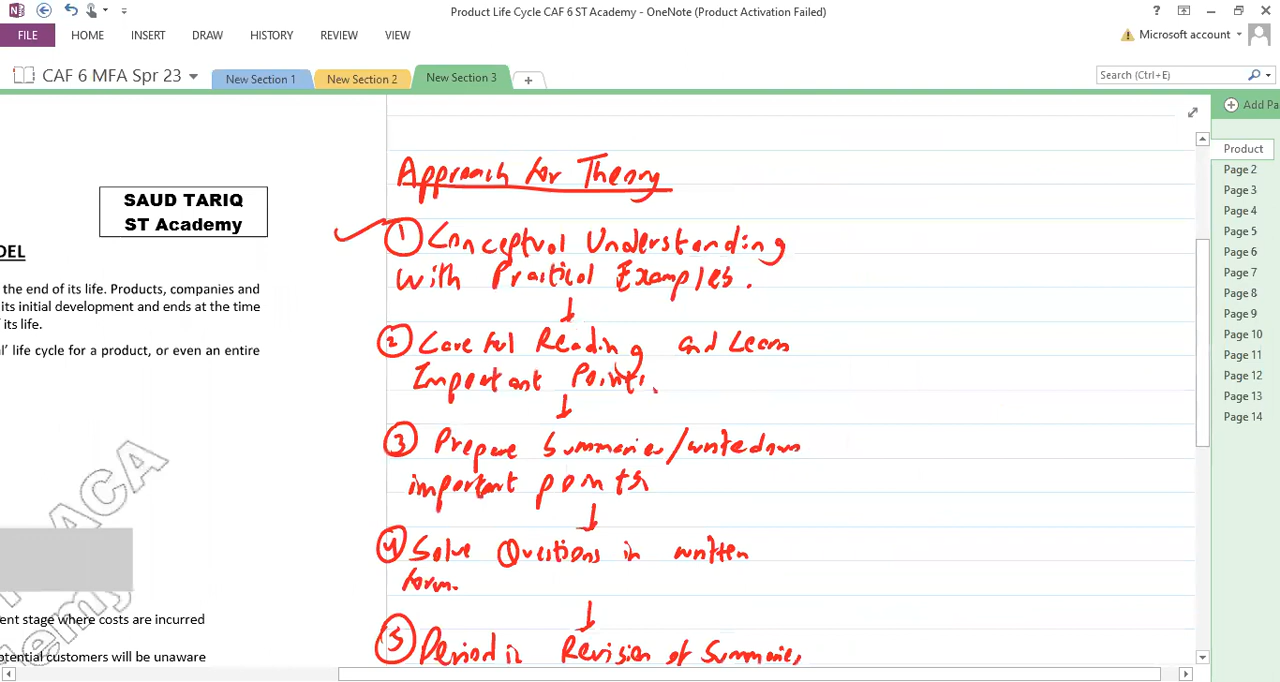 Product Life Cycle CAF 6 ST Academy - OneNote (Product Activation Failed)
?
FILE HOME INSERT DRAW HISTORY REVIEW VIEW
Microsoft account
CAF 6 MFA Spr 23
New Section 1 New Section 2 New Section 3 +
Search (Ctrl+E)
Add Pa
Product
Page 2
Page 3
Page 4
Page 5
Page 6
Page 7
Page 8
Page 9
Page 10
Page 11
Page 12
Page 13
Page 14
SAUD TARIQ
ST Academy
DEL
the end of its life. Products, companies and
its initial development and ends at the time
its life.
al' life cycle for a product, or even an entire
ACA
demy
ent stage where costs are incurred
otential customers will be unaware
Approach for Theory
1 Conceptual Understanding
with Practical Examples.
2 Careful Reading and Learn
Important Points.
3 Prepare Summaries/writedown
important points
4 Solve Questions in written
form.
5 Periodic Revision of Summaries